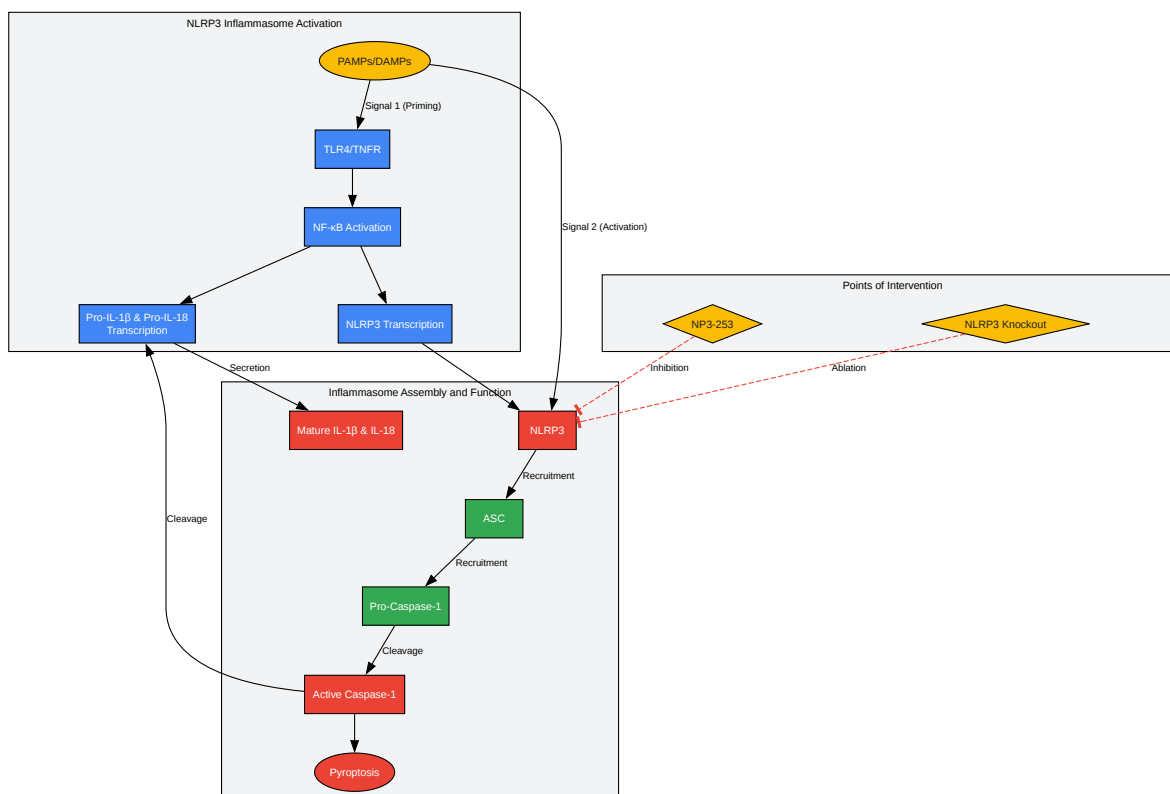 NLRP3 Inflammasome Activation
PAMPs/DAMPs
Signal 1 (Priming)
TLR4/TNFR
NF-κB Activation
Signal 2 (Activation)
Points of Intervention
Pro-IL-1β & Pro-IL-18
Transcription
NLRP3 Transcription
NP3-253
NLRP3 Knockout
Secretion
Inhibition
Ablation
Inflammasome Assembly and Function
Mature IL-1β & IL-18
NLRP3
Recruitment
ASC
Cleavage
Recruitment
Pro-Caspase-1
Cleavage
Active Caspase-1
Pyroptosis